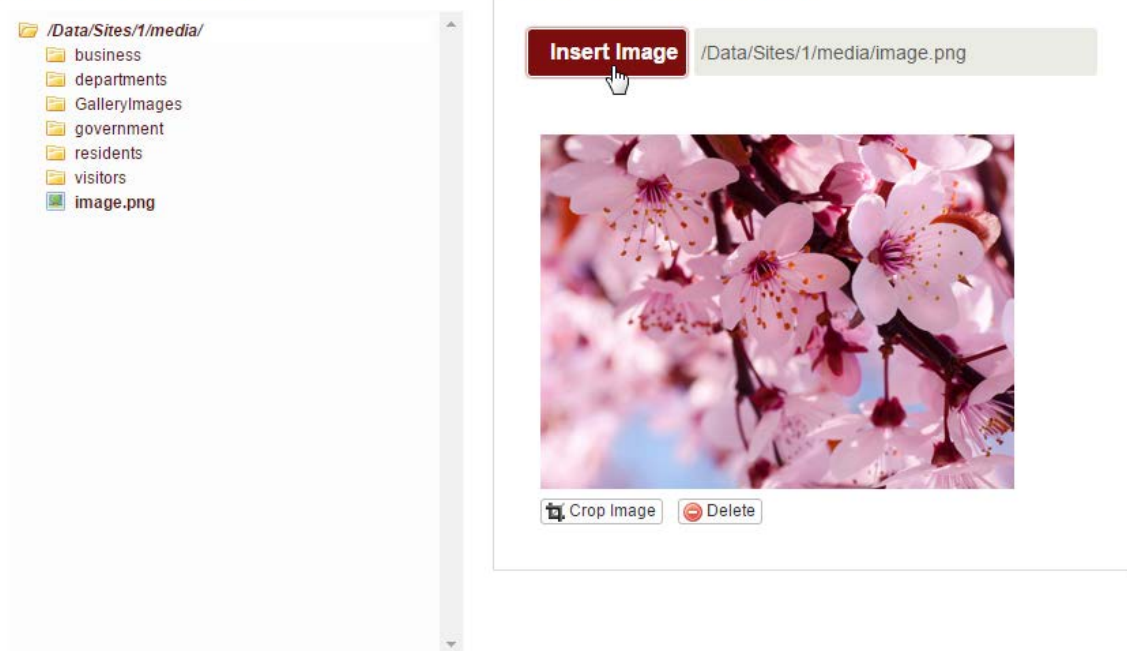 /Data/Sites/1/media/
business
departments
GalleryImages
government
residents
visitors
image.png
Insert Image
/Data/Sites/1/media/image.png
Crop Image
Delete